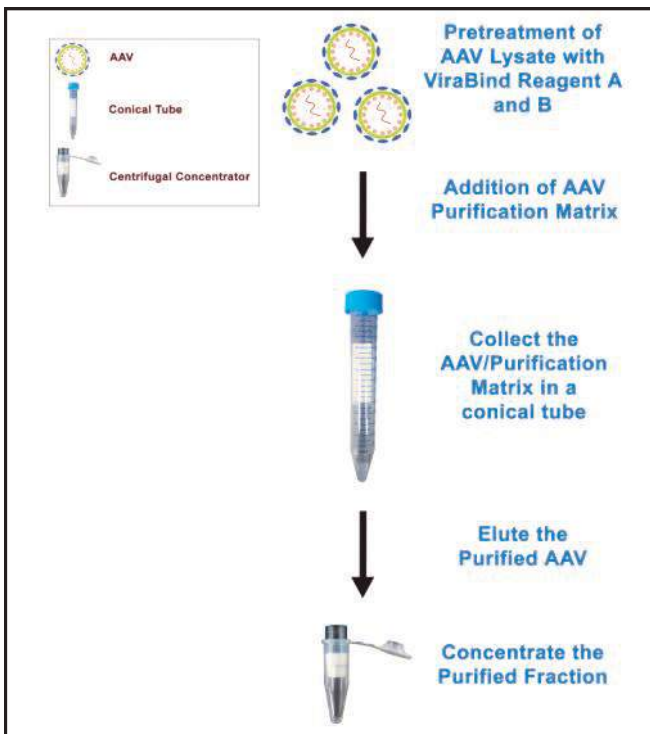 AAV
Conical Tube
Centrifugal Concentrator
Pretreatment of
AAV Lysate with
ViraBind Reagent A
and B
Addition of AAV
Purification Matrix
Collect the
AAV/Purification
Matrix in a
conical tube
Elute the
Purified AAV
Concentrate the
Purified Fraction